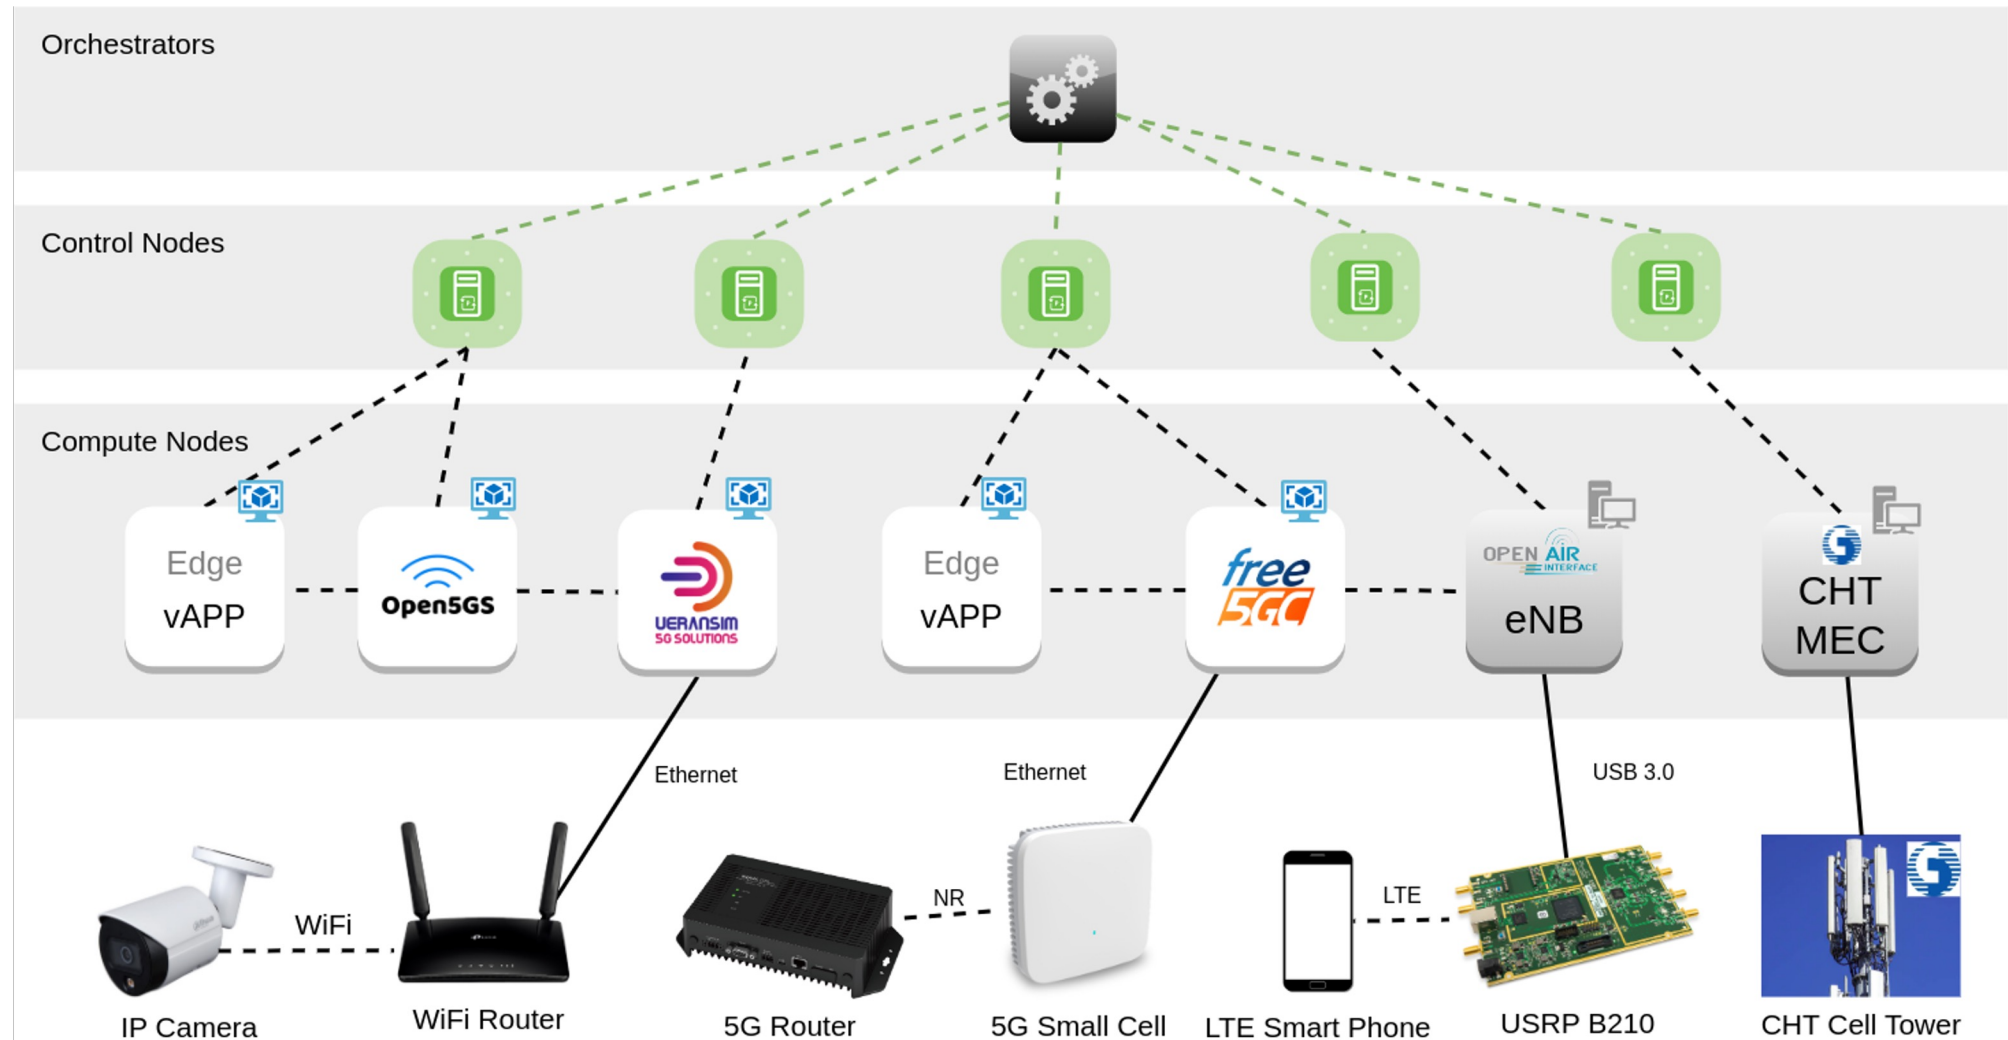 Orchestrators
Control Nodes
Compute Nodes
Edge
vAPP
Open5GS
UERANSIM
5G SOLUTIONS
Edge
vAPP
free
5GC
OPEN AIR
INTERFACE
eNB
CHT
MEC
Ethernet
Ethernet
USB 3.0
WiFi
NR
LTE
IP Camera
WiFi Router
5G Router
5G Small Cell
LTE Smart Phone
USRP B210
CHT Cell Tower